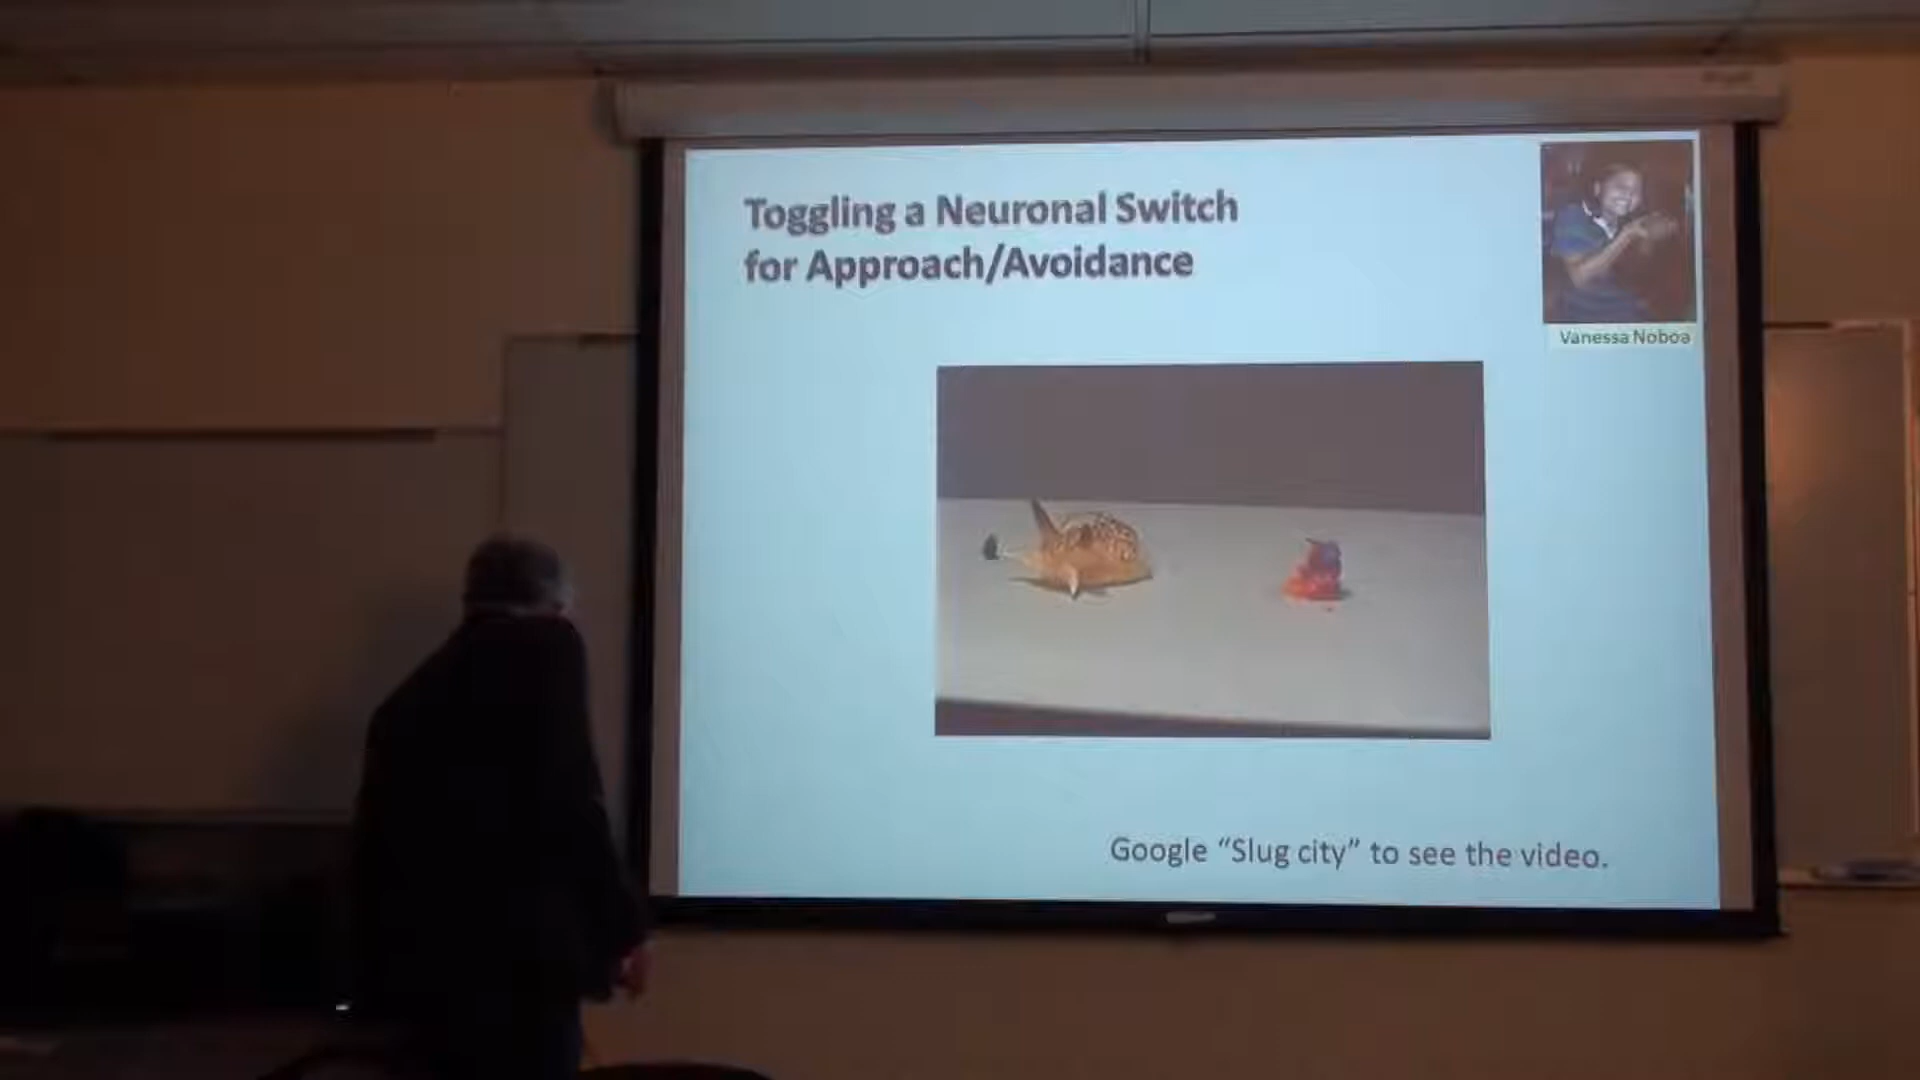 Toggling a Neuronal Switch
for Approach/Avoidance
Vanessa Noboa
Google “Slug city” to see the video.